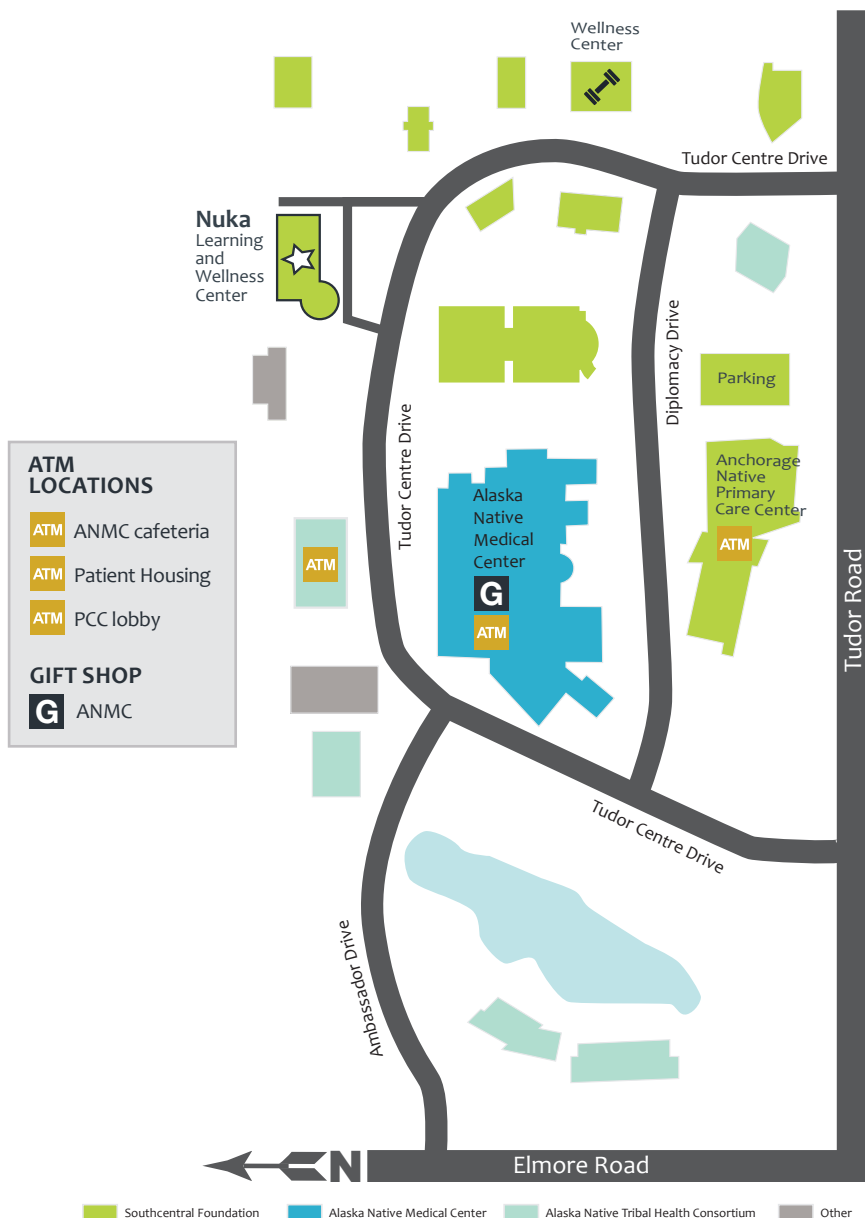 Wellness
Center
Tudor Centre Drive
Nuka
Learning
and
Wellness
Center
Diplomacy Drive
Parking
Tudor Centre Drive
ATM
LOCATIONS
ATM ANMC cafeteria
ATM Patient Housing
ATM PCC lobby
GIFT SHOP
G ANMC
ATM
Alaska
Native
Medical
Center
G
ATM
Anchorage
Native
Primary
Care Center
ATM
Tudor Road
Tudor Centre Drive
Ambassador Drive
N
Elmore Road
Southcentral Foundation
Alaska Native Medical Center
Alaska Native Tribal Health Consortium
Other